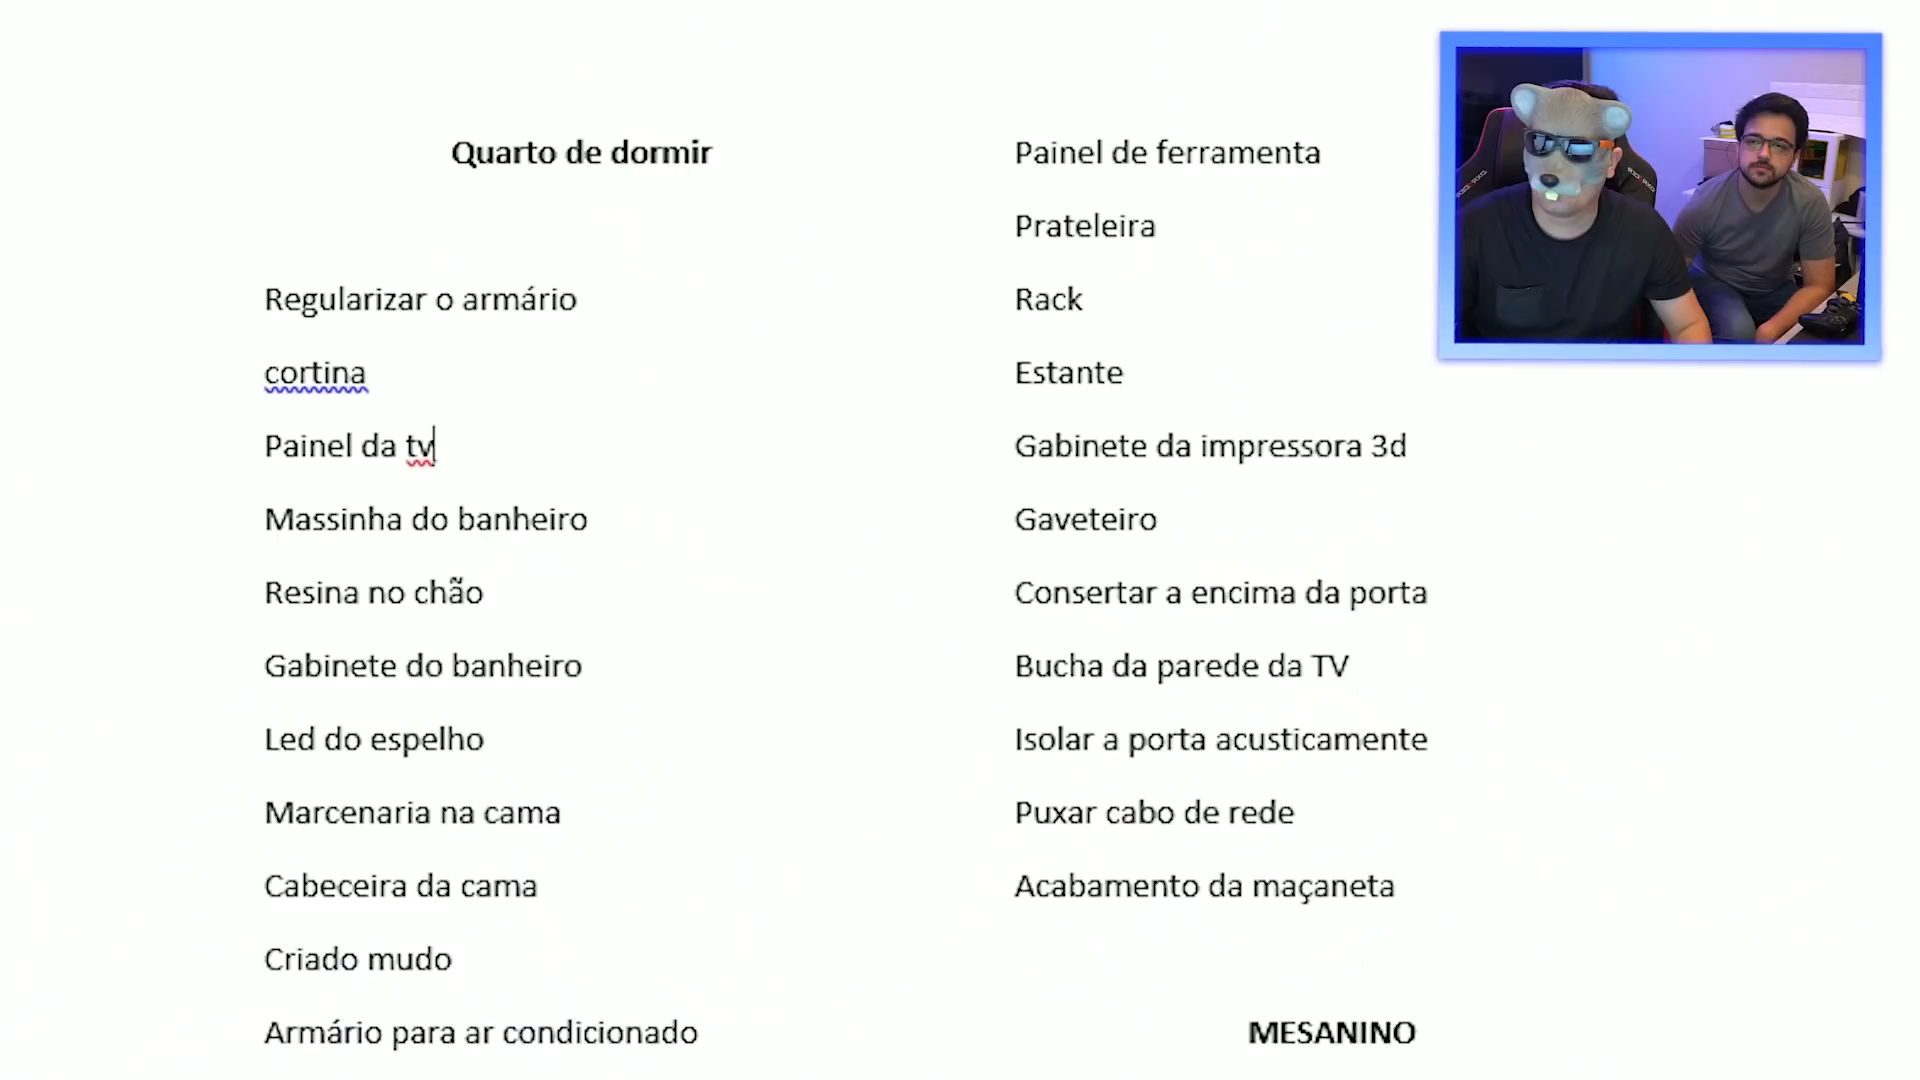 Quarto de dormir
Regularizar o armário
cortina
Painel da tv
Massinha do banheiro
Resina no chão
Gabinete do banheiro
Led do espelho
Marcenaria na cama
Cabeceira da cama
Criado mudo
Armário para ar condicionado
Painel de ferramenta
Prateleira
Rack
Estante
Gabinete da impressora 3d
Gaveteiro
Consertar a encima da porta
Bucha da parede da TV
Isolar a porta acusticamente
Puxar cabo de rede
Acabamento da maçaneta
MESANINO